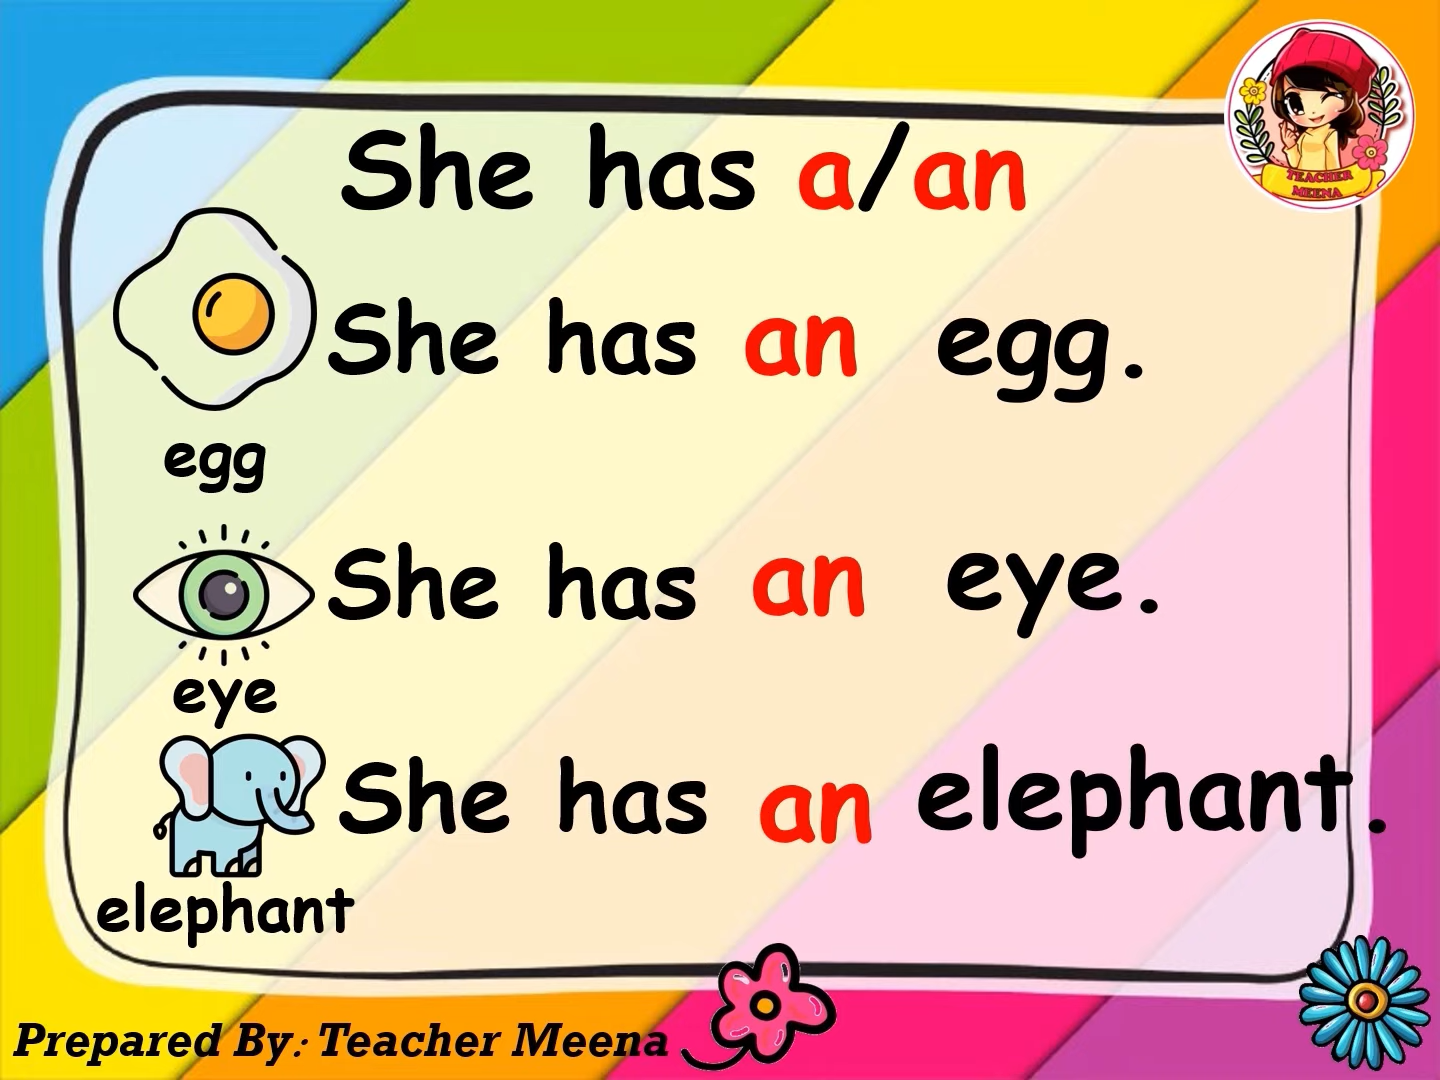 TEACHER
MEENA
She has a/an
She has an egg.
egg
She has an eye.
eye
She has an elephant.
elephant
Prepared By: Teacher Meena